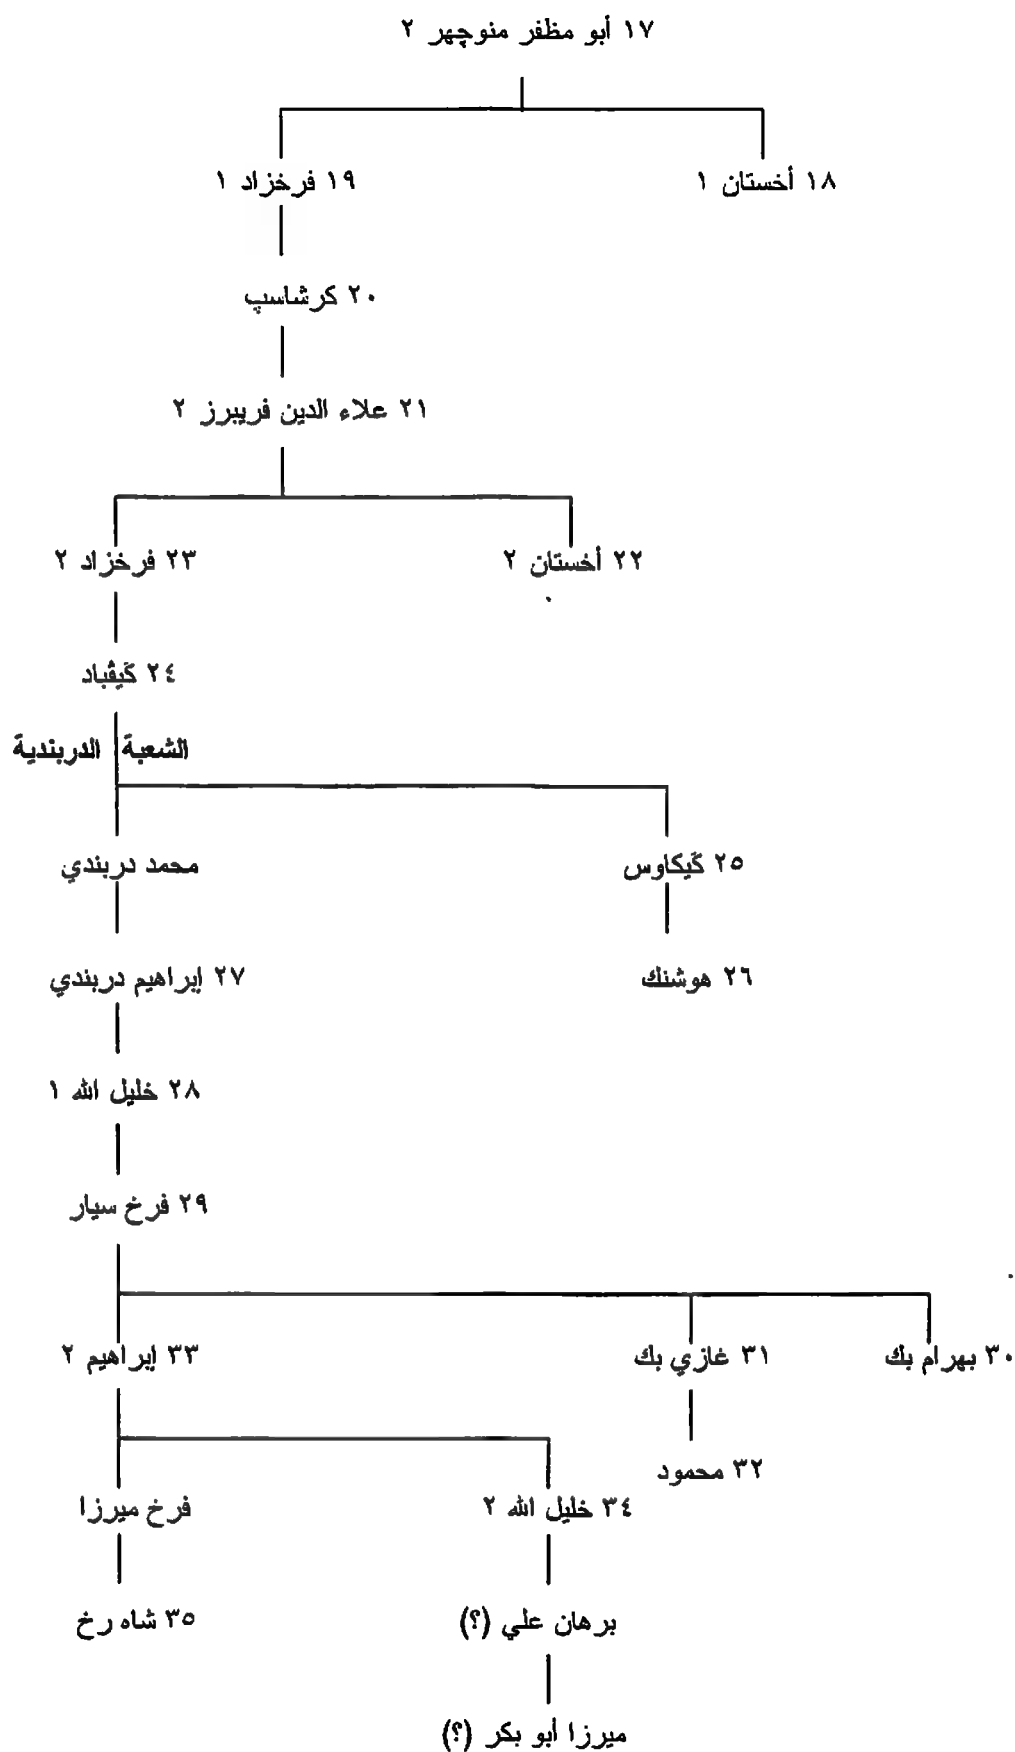 ١٧ أبو مظفر منوچهر ٢
١٨ أخستان ١
١٩ فرخزاد ١
٢٠ كرشاسپ
٢١ علاء الدين فريبرز ٢
٢٢ أخستان ٢
٢٣ فرخزاد ٢
٢٤ كَيقُباد
الشعبة الدربندية
٢٥ كَيكاوس
محمد دربندي
٢٦ هوشنك
٢٧ إبراهيم دربندي
٢٨ خليل الله ١
٢٩ فرخ سيار
٣٠ بهرام بك
٣١ غازي بك
٣٣ إبراهيم ٢
٣٢ محمود
٣٤ خليل الله ٢
فرخ ميرزا
برهان علي (؟)
٣٥ شاه رخ
ميرزا أبو بكر (؟)